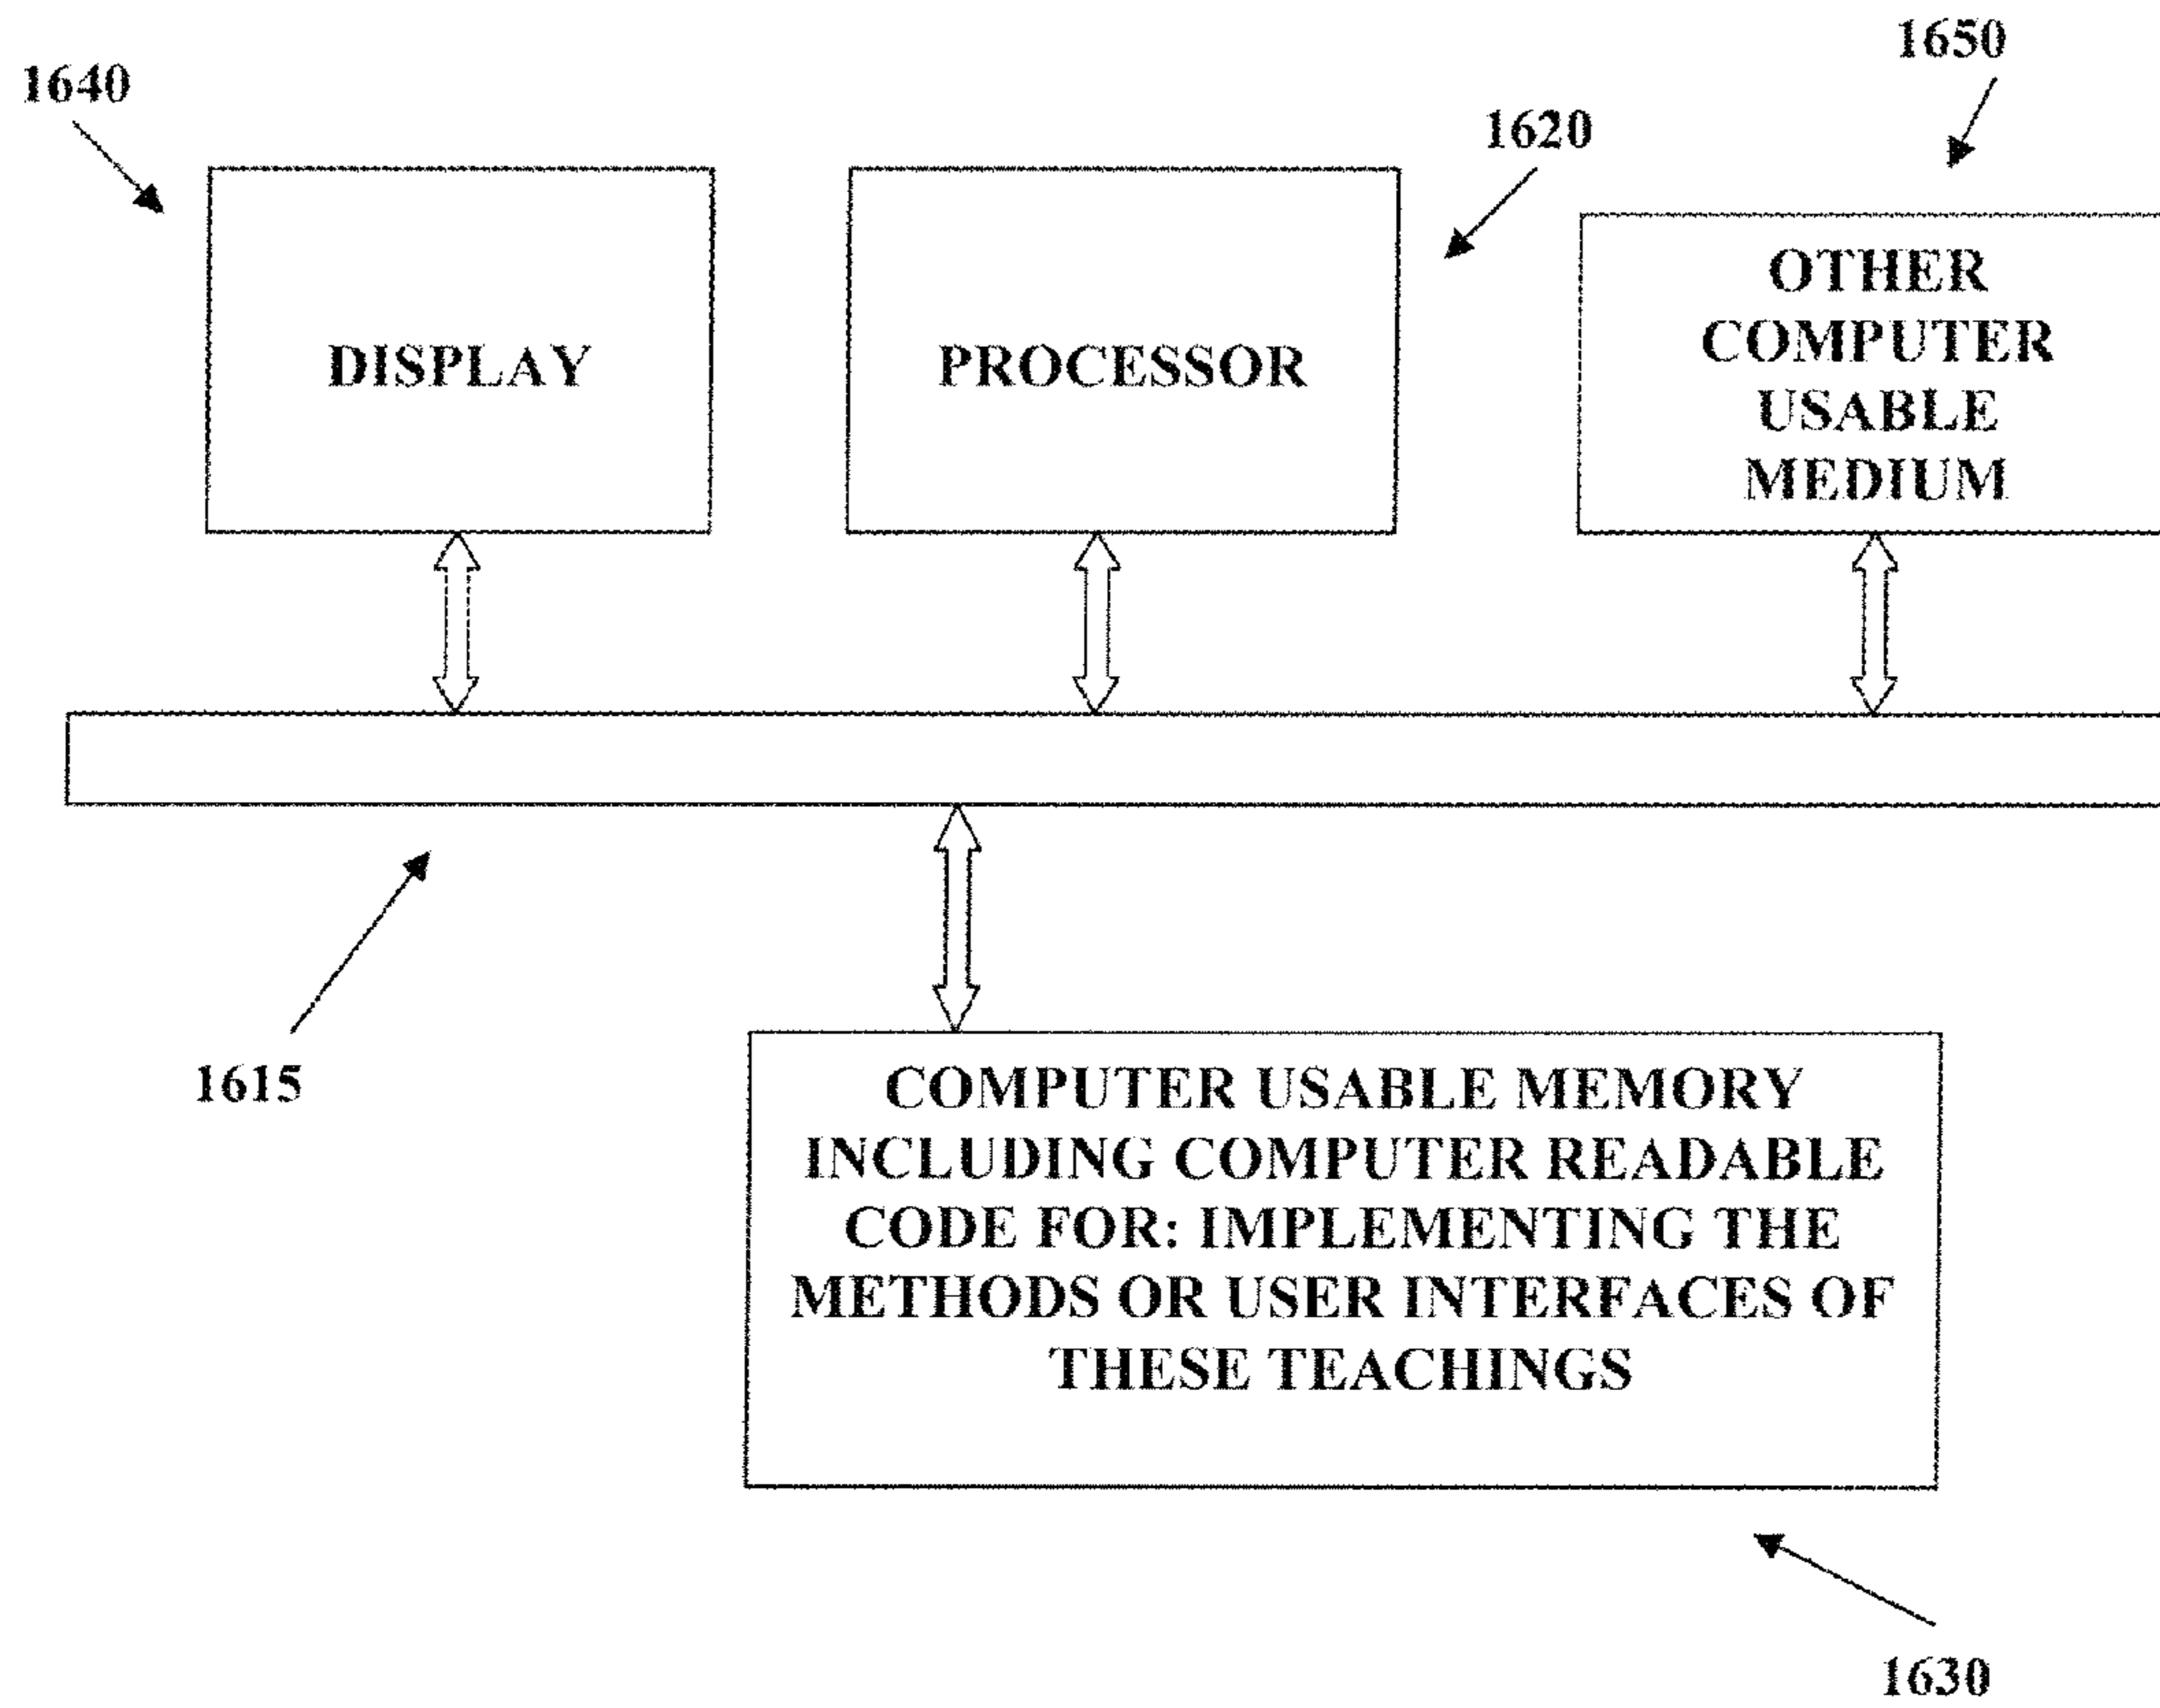 1650
1640
1620
DISPLAY
PROCESSOR
OTHER
COMPUTER
USABLE
MEDIUM
1615
COMPUTER USABLE MEMORY
INCLUDING COMPUTER READABLE
CODE FOR: IMPLEMENTING THE
METHODS OR USER INTERFACES OF
THESE TEACHINGS
1630